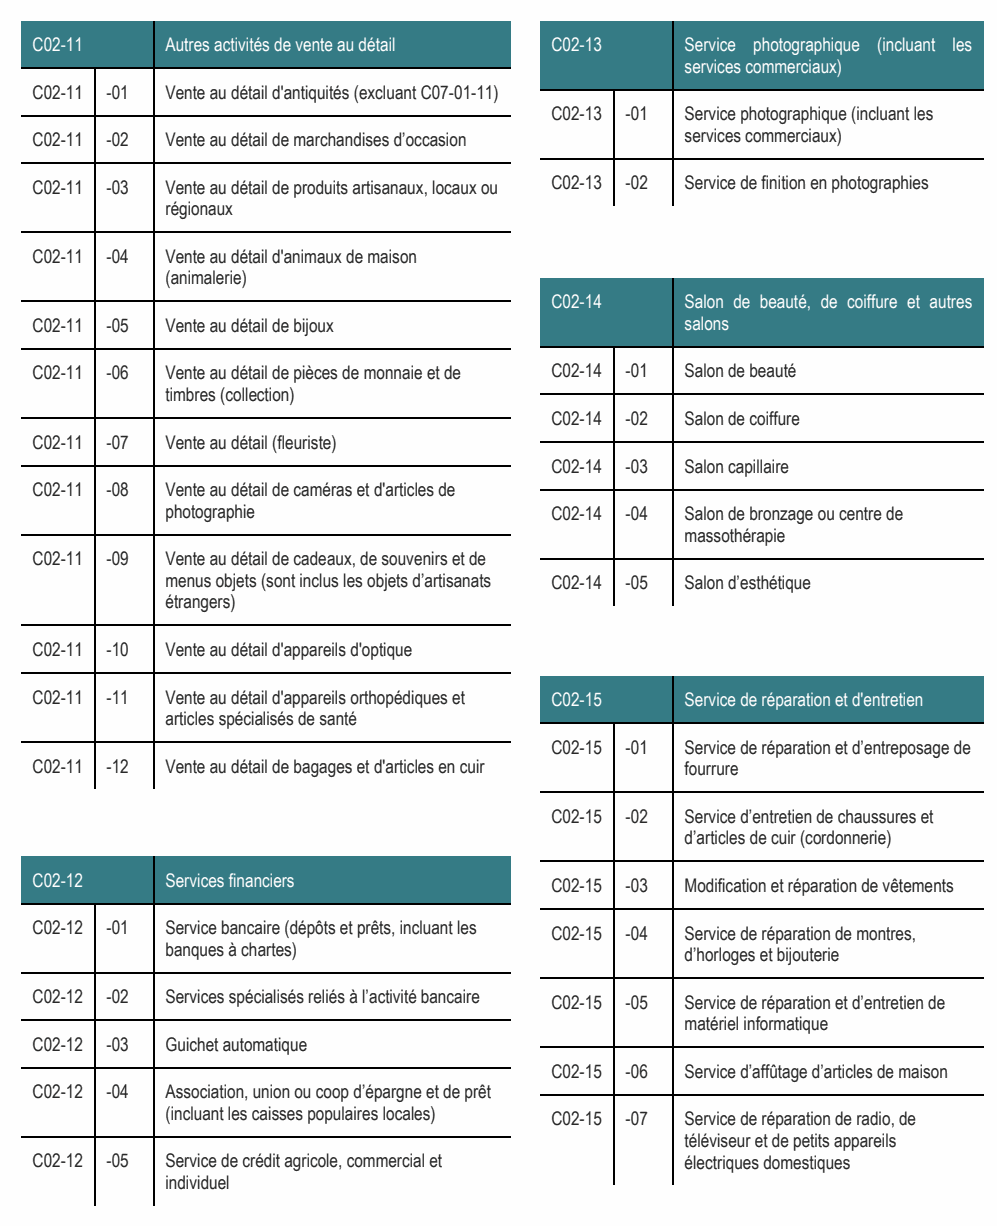 C02-11 Autres activités de vente au détail
C02-11 -01 Vente au détail d'antiquités (excluant C07-01-11)
C02-11 -02 Vente au détail de marchandises d’occasion
C02-11 -03 Vente au détail de produits artisanaux, locaux ou
régionaux
C02-11 -04 Vente au détail d'animaux de maison
(animalerie)
C02-11 -05 Vente au détail de bijoux
C02-11 -06 Vente au détail de pièces de monnaie et de
timbres (collection)
C02-11 -07 Vente au détail (fleuriste)
C02-11 -08 Vente au détail de caméras et d'articles de
photographie
C02-11 -09 Vente au détail de cadeaux, de souvenirs et de
menus objets (sont inclus les objets d’artisanats
étrangers)
C02-11 -10 Vente au détail d'appareils d'optique
C02-11 -11 Vente au détail d'appareils orthopédiques et
articles spécialisés de santé
C02-11 -12 Vente au détail de bagages et d'articles en cuir
C02-12 Services financiers
C02-12 -01 Service bancaire (dépôts et prêts, incluant les
banques à chartes)
C02-12 -02 Services spécialisés reliés à l’activité bancaire
C02-12 -03 Guichet automatique
C02-12 -04 Association, union ou coop d’épargne et de prêt
(incluant les caisses populaires locales)
C02-12 -05 Service de crédit agricole, commercial et
individuel
C02-13 Service photographique (incluant les
services commerciaux)
C02-13 -01 Service photographique (incluant les
services commerciaux)
C02-13 -02 Service de finition en photographies
C02-14 Salon de beauté, de coiffure et autres
salons
C02-14 -01 Salon de beauté
C02-14 -02 Salon de coiffure
C02-14 -03 Salon capillaire
C02-14 -04 Salon de bronzage ou centre de
massothérapie
C02-14 -05 Salon d’esthétique
C02-15 Service de réparation et d'entretien
C02-15 -01 Service de réparation et d’entreposage de
fourrure
C02-15 -02 Service d’entretien de chaussures et
d’articles de cuir (cordonnerie)
C02-15 -03 Modification et réparation de vêtements
C02-15 -04 Service de réparation de montres,
d’horloges et bijouterie
C02-15 -05 Service de réparation et d’entretien de
matériel informatique
C02-15 -06 Service d’affûtage d’articles de maison
C02-15 -07 Service de réparation de radio, de
téléviseur et de petits appareils
électriques domestiques